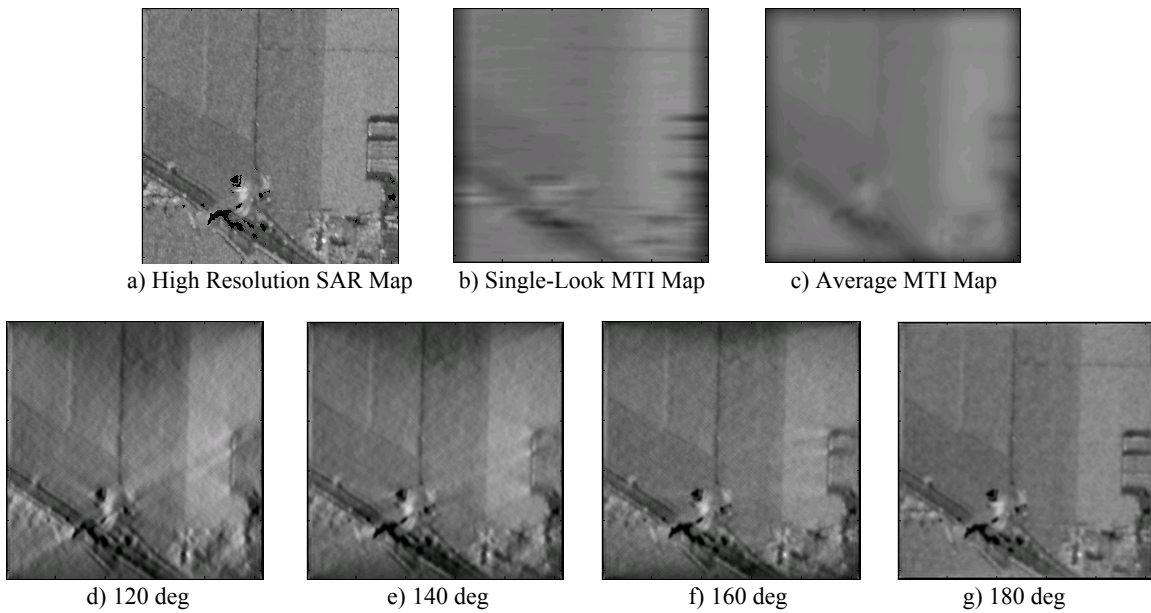 a) High Resolution SAR Map
b) Single-Look MTI Map
c) Average MTI Map
d) 120 deg
e) 140 deg
f) 160 deg
g) 180 deg